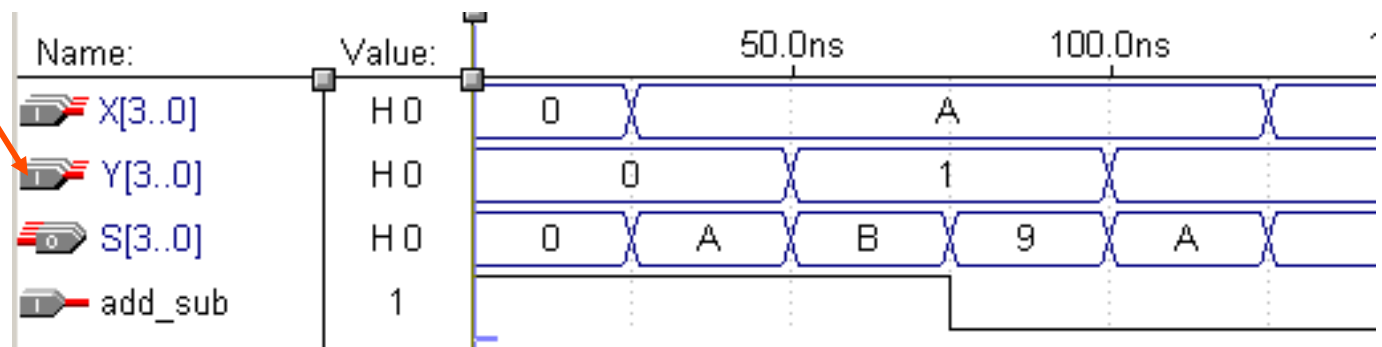 Name: Value: 50.0ns 100.0ns
X[3..0] H 0 0 A
Y[3..0] H 0 0 1
S[3..0] H 0 0 A B 9 A
add_sub 1